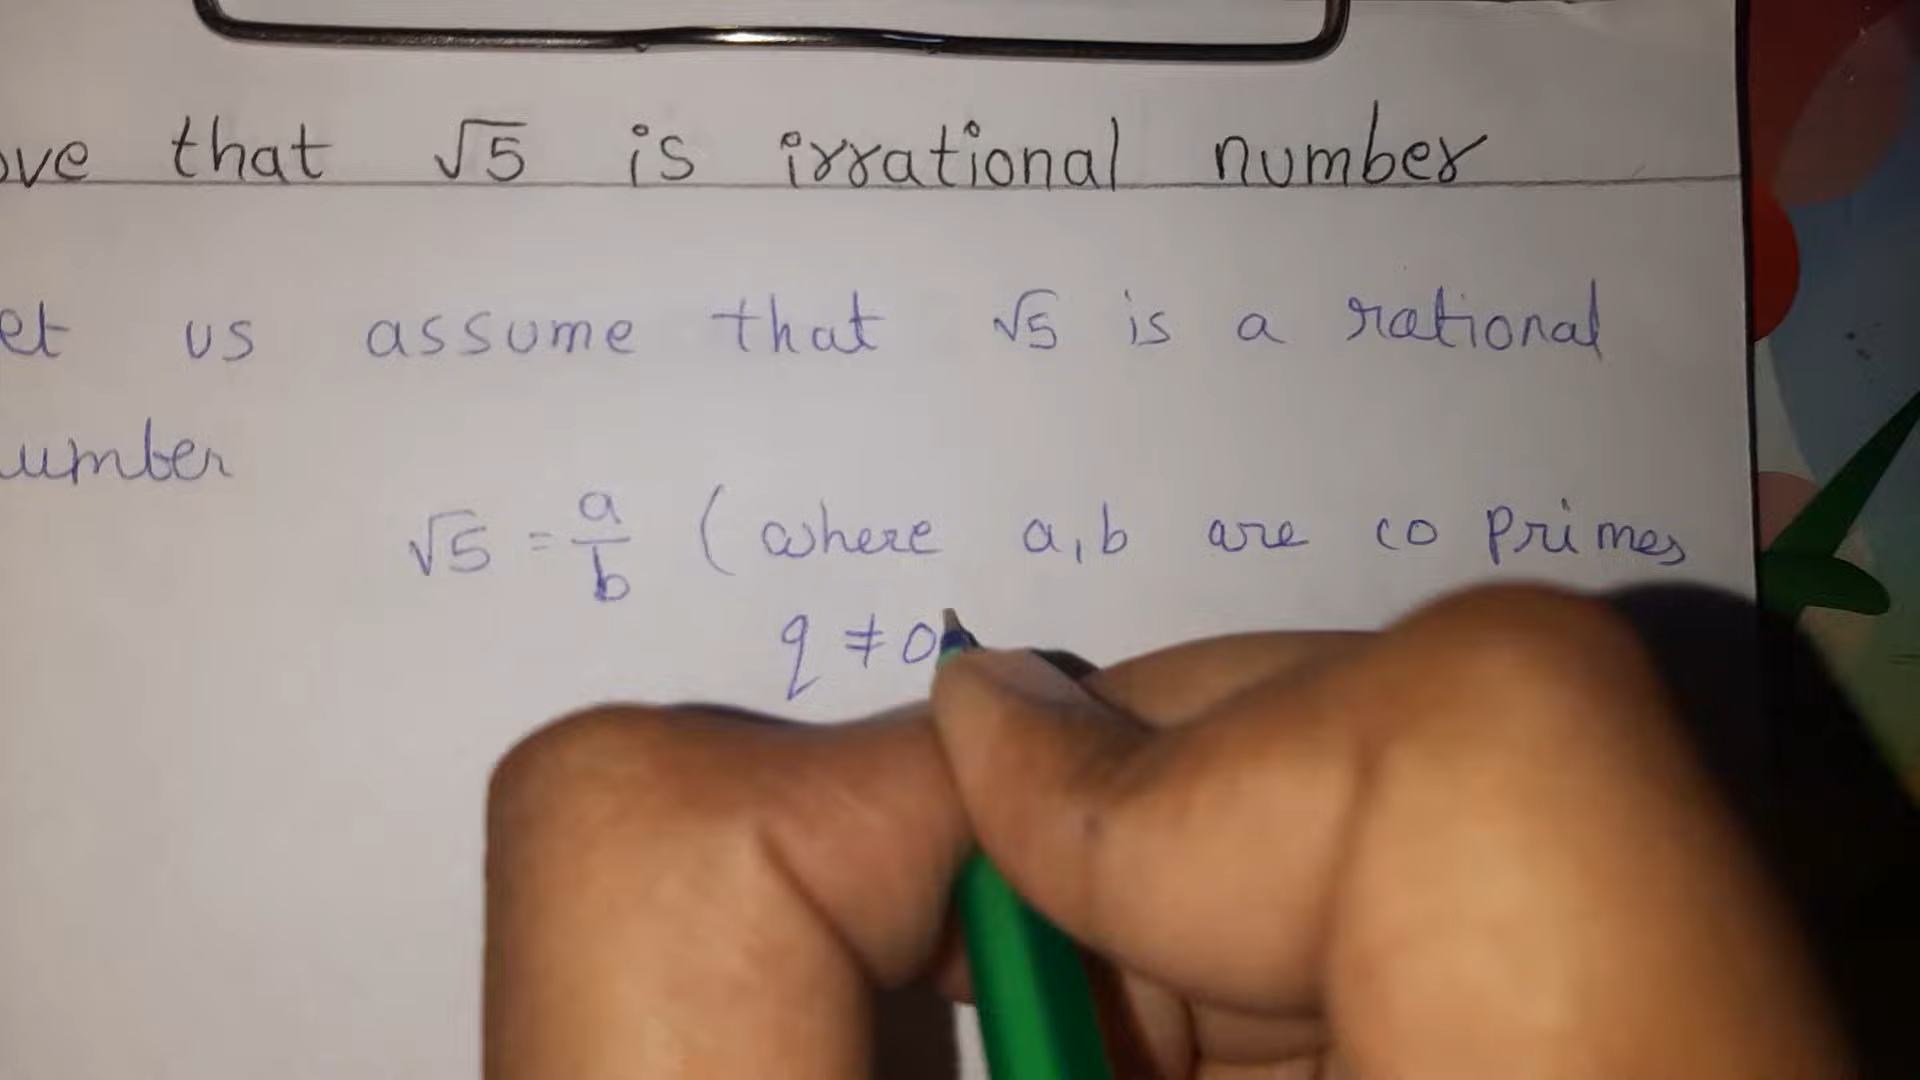 ove that √5 is irrational number
et us assume that √5 is a rational
umber
√5 = a/b (where a,b are co primes
q ≠ 0